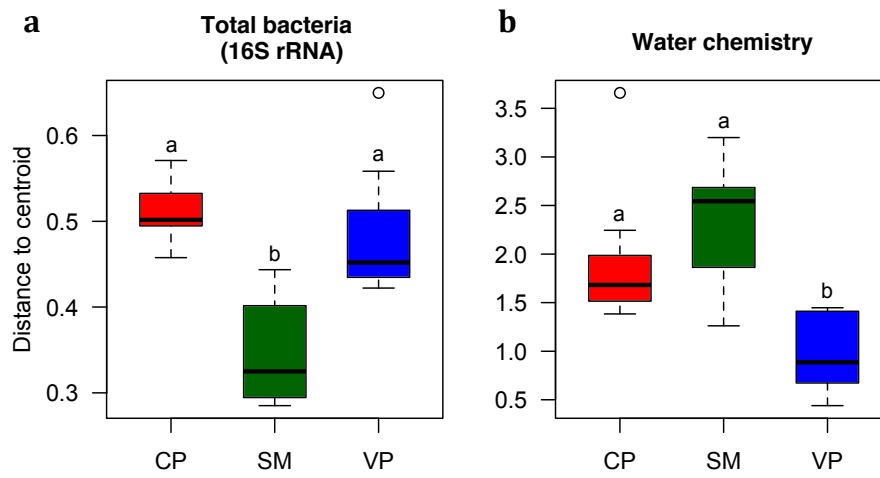 a
Total bacteria
(16S rRNA)
Distance to centroid
0.6
0.5
0.4
0.3
a
b
a
CP
SM
VP
b
Water chemistry
3.5
3.0
2.5
2.0
1.5
1.0
0.5
a
a
b
CP
SM
VP